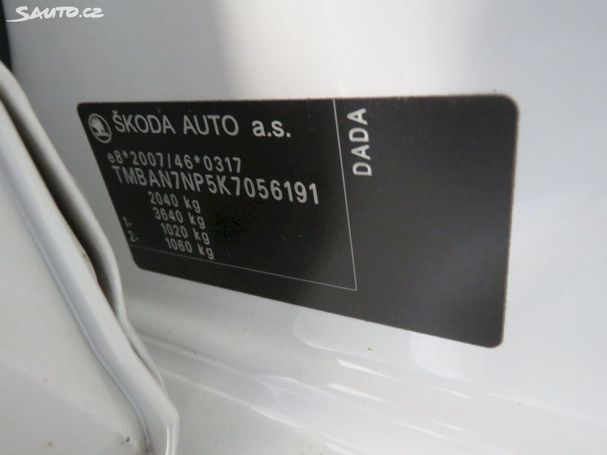 SAUTO.CZ
ŠKODA AUTO a.s.
e8*2007/46*0317
TMBAN7NP5K7056191
2040 kg
3640 kg
1- 1020 kg
2- 1060 kg
DADA